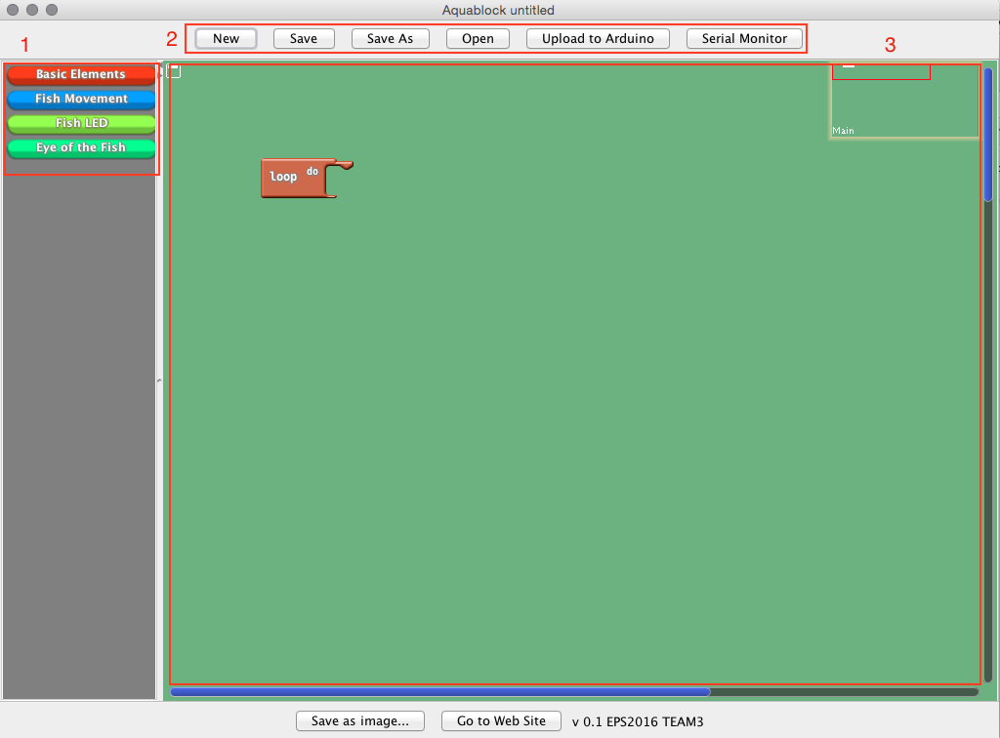 Aquablock untitled
1
2
New Save Save As Open Upload to Arduino Serial Monitor
3
Basic Elements
Fish Movement
Fish LED
Eye of the Fish
Main
loop do
Save as image... Go to Web Site v 0.1 EPS2016 TEAM3